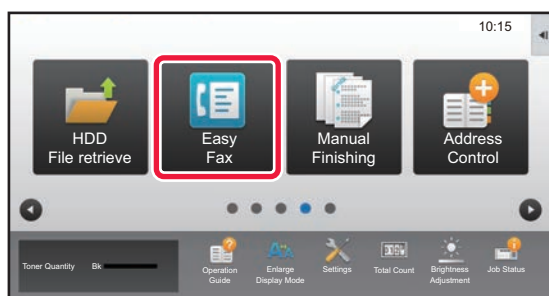 10:15
HDD
File retrieve
Easy
Fax
Manual
Finishing
Address
Control
Toner Quantity
Bk
Operation
Guide
Enlarge
Display Mode
Settings
Total Count
Brightness
Adjustment
Job Status